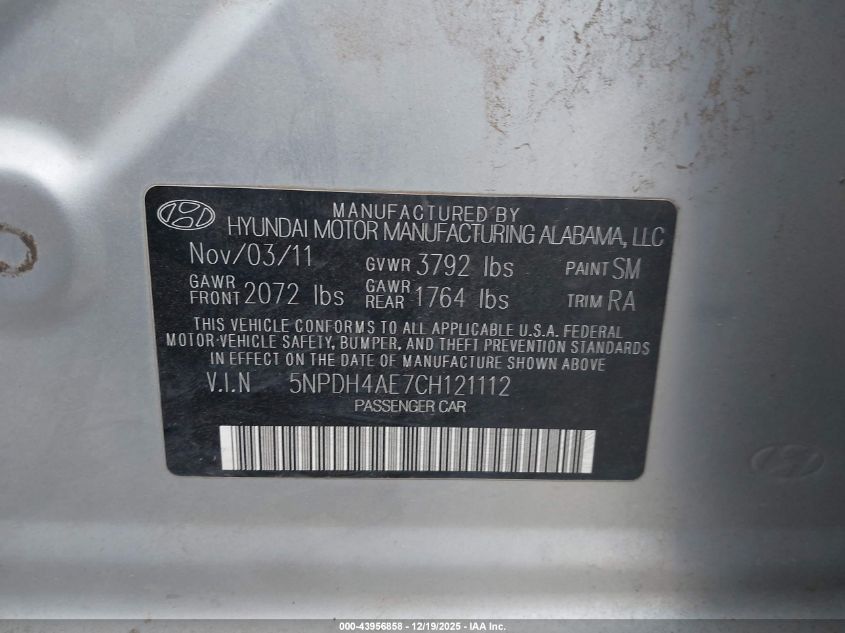 MANUFACTURED BY
HYUNDAI MOTOR MANUFACTURING ALABAMA, LLC
Nov/03/11 GVWR 3792 lbs PAINT SM
GAWR FRONT 2072 lbs GAWR REAR 1764 lbs TRIM RA
THIS VEHICLE CONFORMS TO ALL APPLICABLE U.S.A. FEDERAL
MOTOR-VEHICLE SAFETY, BUMPER, AND THEFT PREVENTION STANDARDS
IN EFFECT ON THE DATE OF MANUFACTURE SHOWN ABOVE
V.I.N 5NPDH4AE7CH121112
PASSENGER CAR
000-43956858 - 12/19/2025 - IAA Inc.